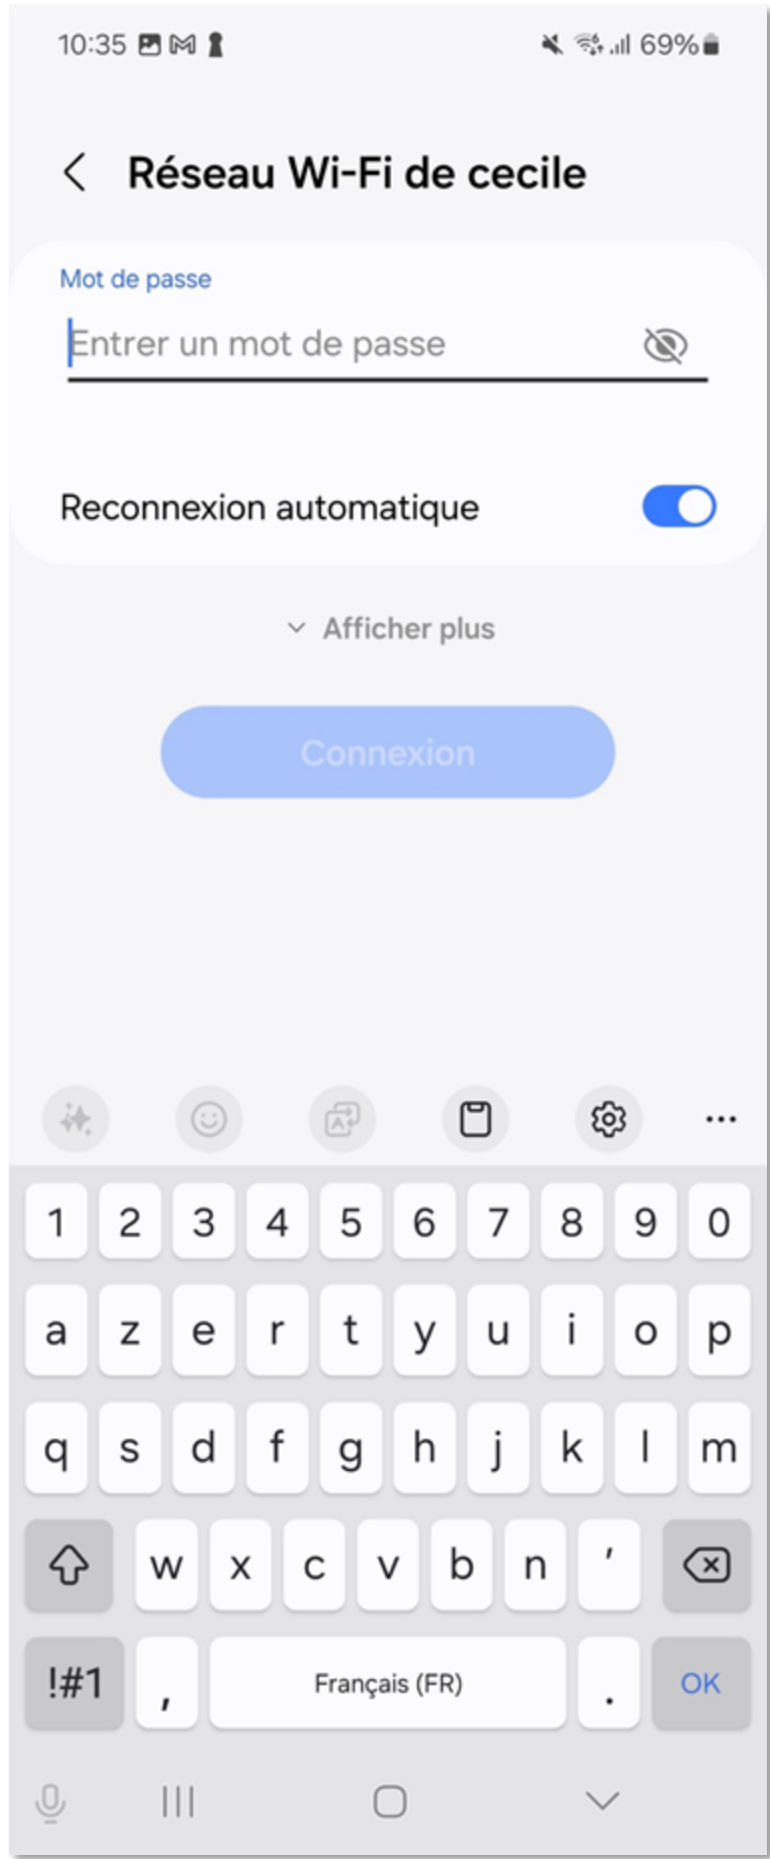 10:35 69%
Réseau Wi-Fi de cecile
Mot de passe
Entrer un mot de passe
Reconnexion automatique
Afficher plus
Connexion
1 2 3 4 5 6 7 8 9 0
a z e r t y u i o p
q s d f g h j k l m
w x c v b n '
!#1 , Français (FR) . OK